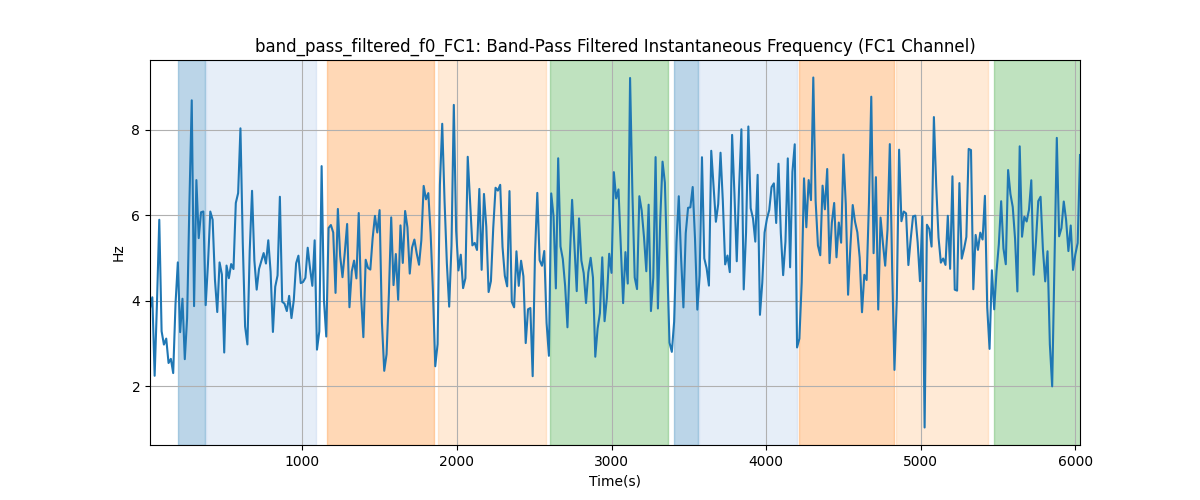 band_pass_filtered_f0_FC1: Band-Pass Filtered Instantaneous Frequency (FC1 Channel)
8
6
4
2
Hz
1000 2000 3000 4000 5000 6000
Time(s)